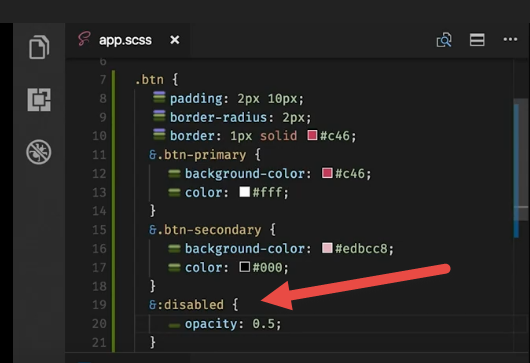 app.scss ×
6
7 .btn {
8 padding: 2px 10px;
9 border-radius: 2px;
10 border: 1px solid #c46;
11 &.btn-primary {
12 background-color: #c46;
13 color: #fff;
14 }
15 &.btn-secondary {
16 background-color: #edbcc8;
17 color: #000;
18 }
19 &:disabled {
20 opacity: 0.5;
21 }